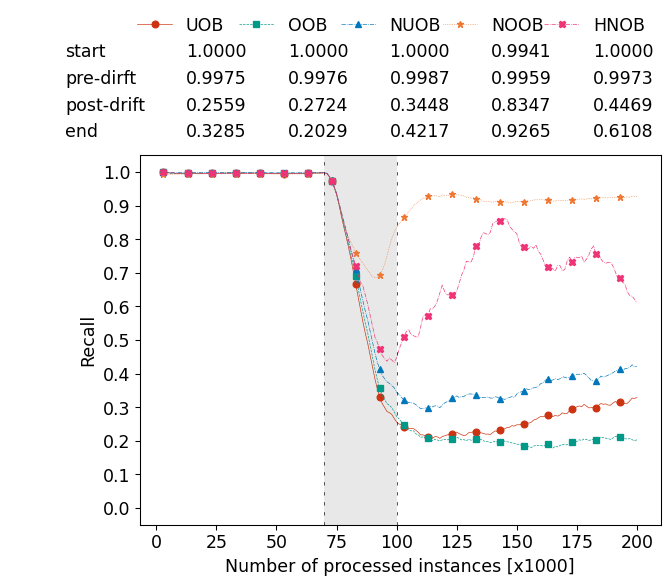 UOB OOB NUOB NOOB HNOB
start 1.0000 1.0000 1.0000 0.9941 1.0000
pre-dirft 0.9975 0.9976 0.9987 0.9959 0.9973
post-drift 0.2559 0.2724 0.3448 0.8347 0.4469
end 0.3285 0.2029 0.4217 0.9265 0.6108
1.0
0.9
0.8
0.7
0.6
0.5
0.4
0.3
0.2
0.1
0.0
Recall
0 25 50 75 100 125 150 175 200
Number of processed instances [x1000]